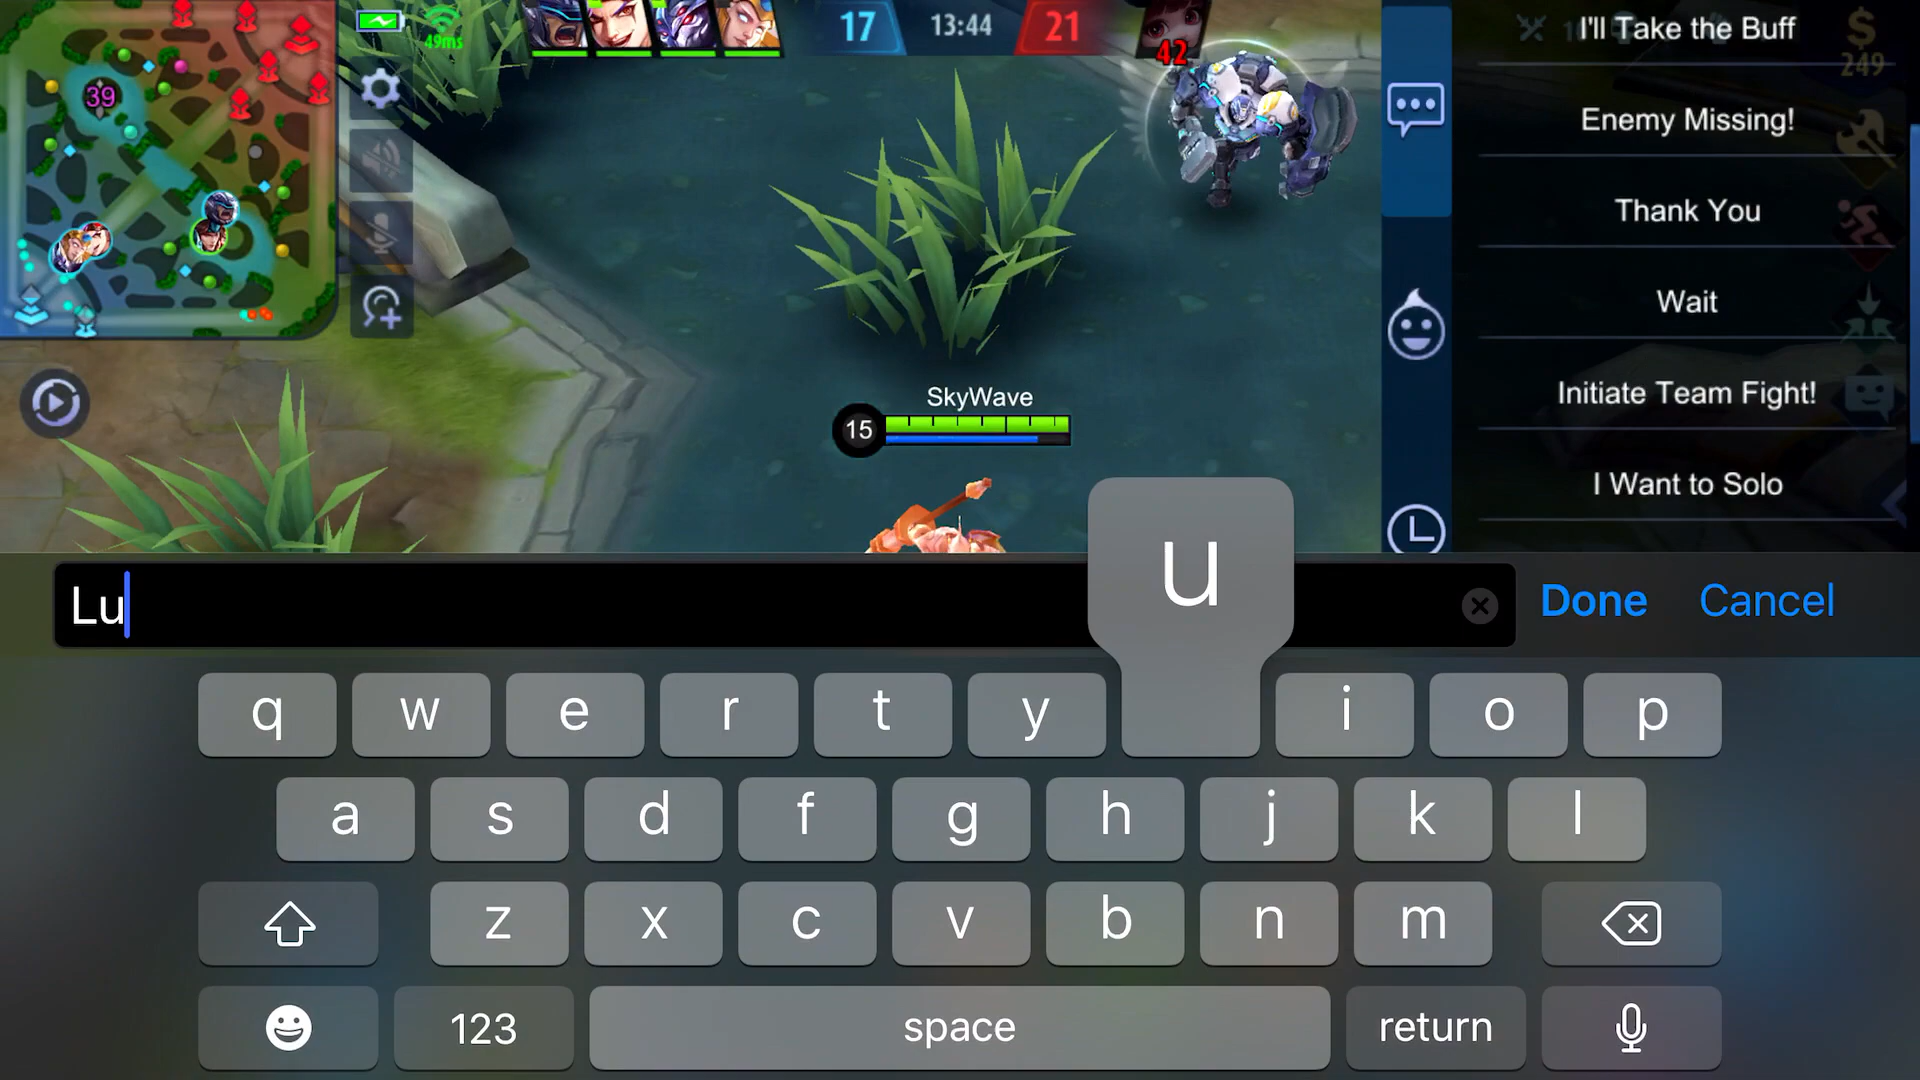 39
49ms
17
13:44
21
42
249
I'll Take the Buff
Enemy Missing!
Thank You
Wait
Initiate Team Fight!
I Want to Solo
SkyWave
15
Lu
Done
Cancel
u
q w e r t y i o p
a s d f g h j k l
z x c v b n m
123
space
return